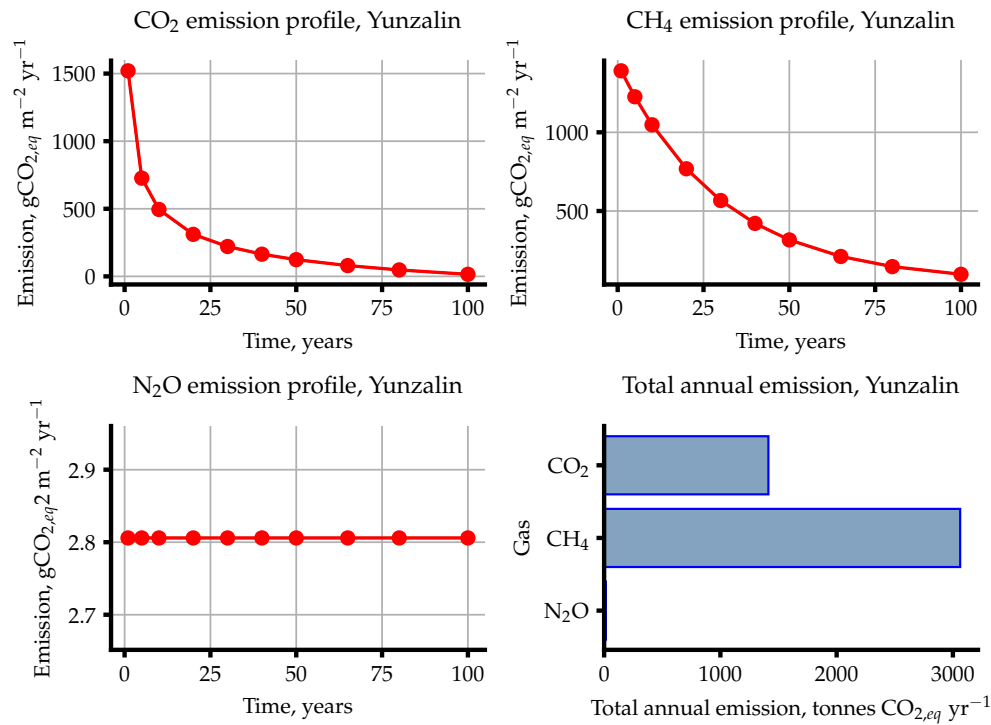 CO₂ emission profile, Yunzalin
Emission, gCO₂,eq m⁻² yr⁻¹
1500
1000
500
0
0 25 50 75 100
Time, years
CH₄ emission profile, Yunzalin
Emission, gCO₂,eq m⁻² yr⁻¹
1000
500
0 25 50 75 100
Time, years
N₂O emission profile, Yunzalin
Emission, gCO₂,eq2 m⁻² yr⁻¹
2.9
2.8
2.7
0 25 50 75 100
Time, years
Total annual emission, Yunzalin
Gas
CO₂
CH₄
N₂O
0 1000 2000 3000
Total annual emission, tonnes CO₂,eq yr⁻¹